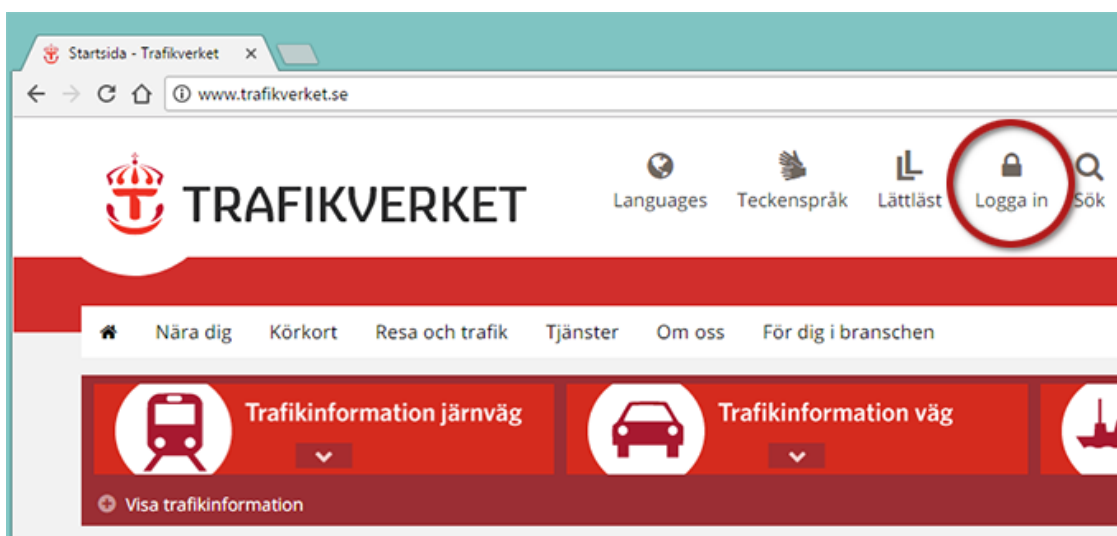 Startsida - Trafikverket
www.trafikverket.se
TRAFIKVERKET
Languages
Teckenspråk
Lättläst
Logga in
Sök
Nära dig
Körkort
Resa och trafik
Tjänster
Om oss
För dig i branschen
Trafikinformation järnväg
Trafikinformation väg
Visa trafikinformation